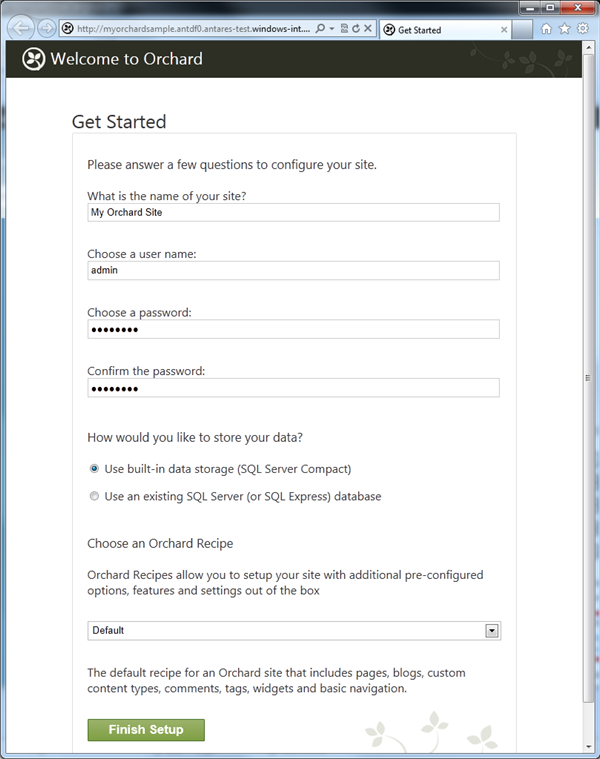 http://myorchardsample.antdf0.antares-test.windows-int....
Get Started
Welcome to Orchard
Get Started
Please answer a few questions to configure your site.
What is the name of your site?
My Orchard Site
Choose a user name:
admin
Choose a password:
●●●●●●●●
Confirm the password:
●●●●●●●●
How would you like to store your data?
Use built-in data storage (SQL Server Compact)
Use an existing SQL Server (or SQL Express) database
Choose an Orchard Recipe
Orchard Recipes allow you to setup your site with additional pre-configured
options, features and settings out of the box
Default
The default recipe for an Orchard site that includes pages, blogs, custom
content types, comments, tags, widgets and basic navigation.
Finish Setup